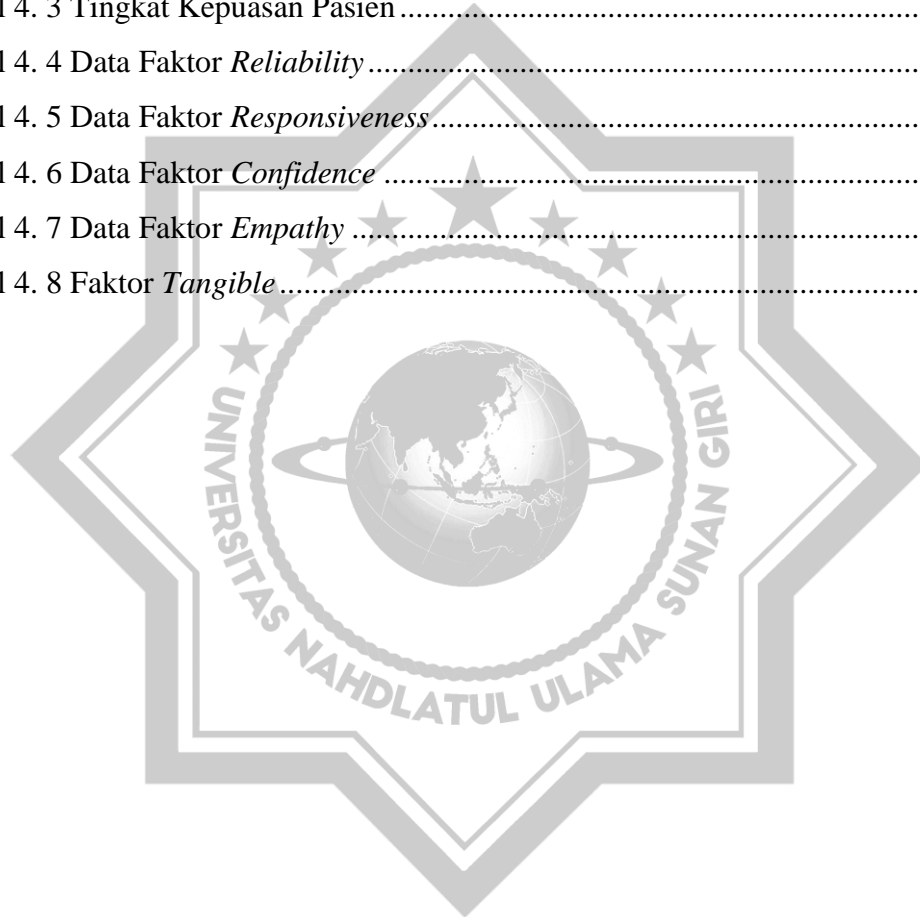 l 4. 3 Tingkat Kepuasan Pasien........................................................................
l 4. 4 Data Faktor Reliability............................................................................
l 4. 5 Data Faktor Responsiveness....................................................................
l 4. 6 Data Faktor Confidence ..........................................................................
l 4. 7 Data Faktor Empathy ..............................................................................
l 4. 8 Faktor Tangible........................................................................................
UNIVERSITAS NAHDLATUL ULAMA SUNAN GIRI